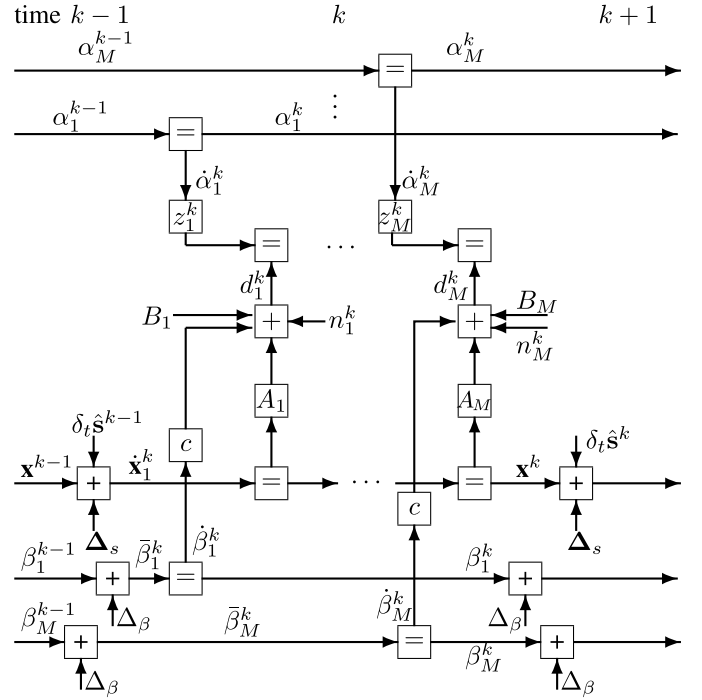 time k − 1 k k + 1
α_M^{k−1} = α_M^k
⋮
α_1^{k−1} = α_1^k
α̇_1^k α̇_M^k
z_1^k z_M^k
= ⋯ =
d_1^k d_M^k
B_1 + n_1^k + B_M
n_M^k
A_1 A_M
δ_t ŝ^{k−1} c δ_t ŝ^k
x^{k−1} + ẋ_1^k = ⋯ = x^k +
c
Δ_s Δ_s
β_1^{k−1} + β̄_1^k = β̇_1^k β_1^k +
Δ_β Δ_β
β_M^{k−1} + β̄_M^k β̇_M^k = β_M^k +
Δ_β Δ_β